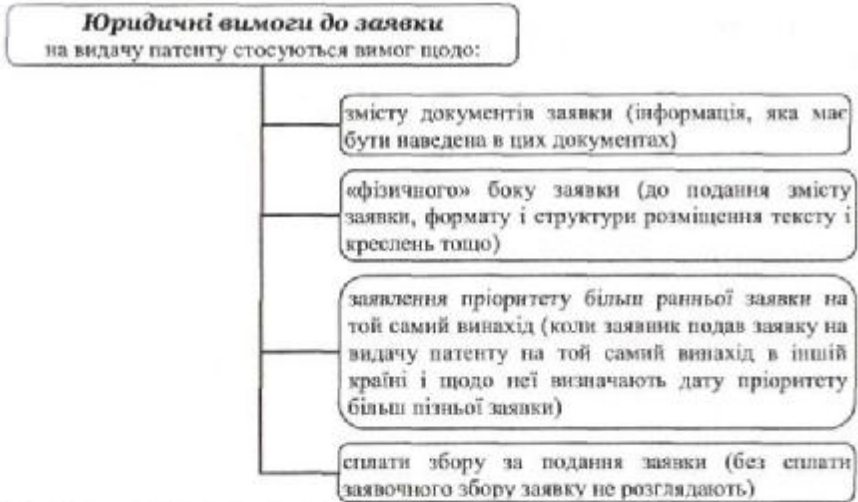 Юридичні вимоги до заявки
на видачу патенту стосуються вимог щодо:
змісту документів заявки (інформація, яка має
бути наведена в цих документах)
«фізичного» боку заявки (до подання змісту
заявки, формату і структури розміщення тексту і
креслень тощо)
заявлення пріоритету більш ранньої заявки на
той самий винахід (коли заявник подав заявку на
видачу патенту на той самий винахід в іншій
країні і щодо неї визначають дату пріоритету
більш пізньої заявки)
сплати збору за подання заявки (без сплати
заявочного збору заявку не розглядають)